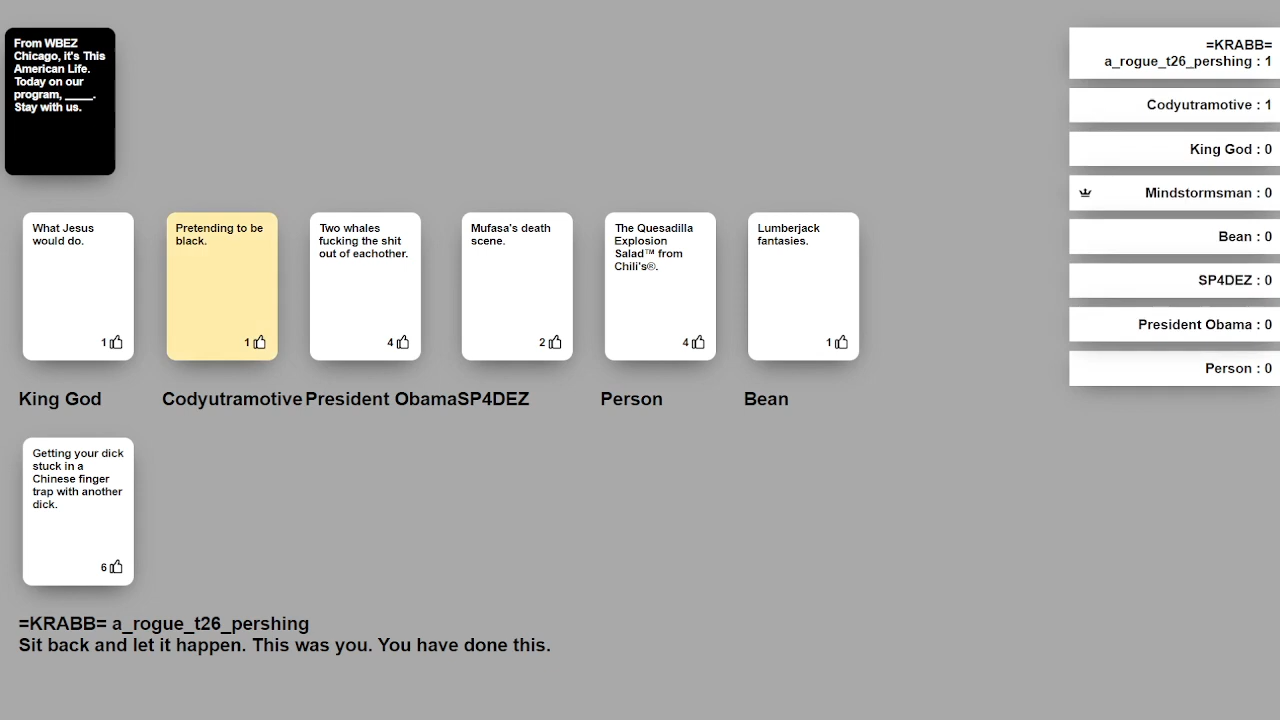 From WBEZ
Chicago, it's This
American Life.
Today on our
program, _____.
Stay with us.
=KRABB=
a_rogue_t26_pershing : 1
Codyutramotive : 1
King God : 0
Mindstormsman : 0
Bean : 0
SP4DEZ : 0
President Obama : 0
Person : 0
What Jesus
would do.
1
King God
Pretending to be
black.
1
Codyutramotive
Two whales
fucking the shit
out of eachother.
4
President Obama
Mufasa's death
scene.
2
SP4DEZ
The Quesadilla
Explosion
Salad™ from
Chili's®.
4
Person
Lumberjack
fantasies.
1
Bean
Getting your dick
stuck in a
Chinese finger
trap with another
dick.
6
=KRABB= a_rogue_t26_pershing
Sit back and let it happen. This was you. You have done this.